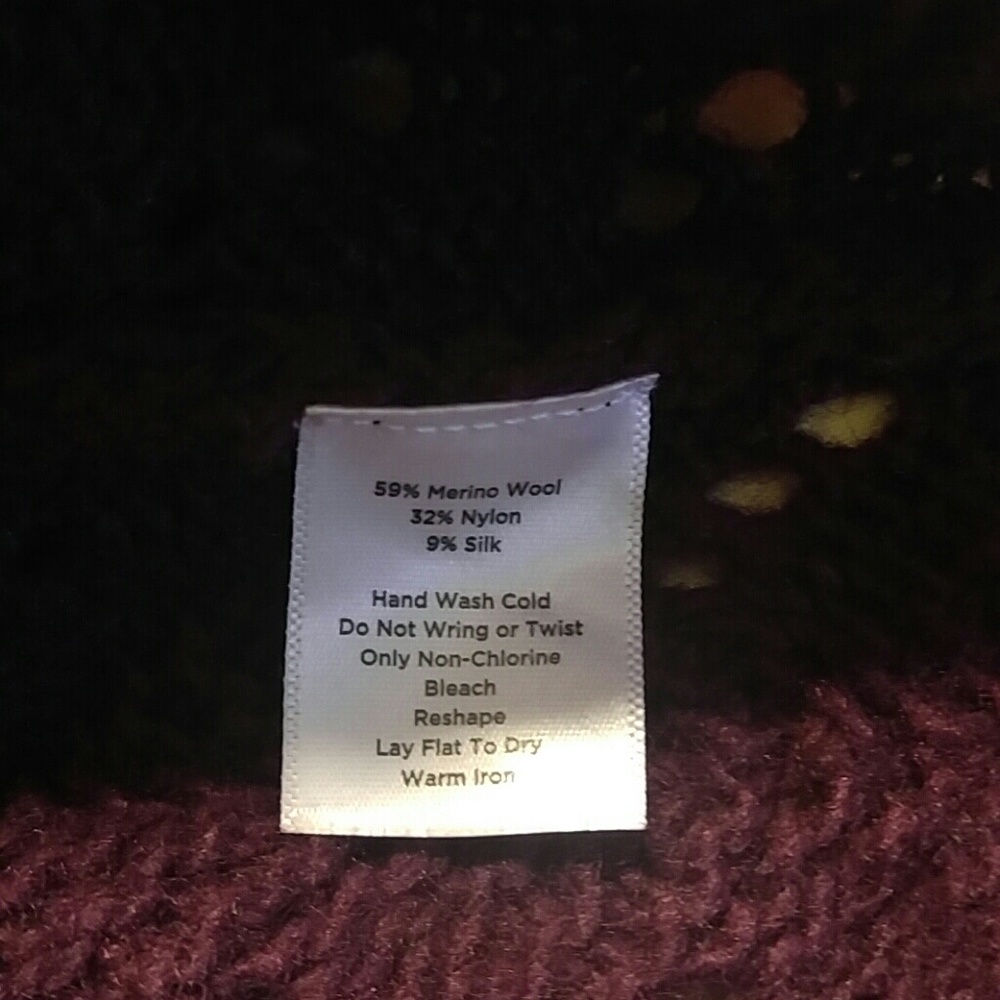 59% Merino Wool
32% Nylon
9% Silk
Hand Wash Cold
Do Not Wring or Twist
Only Non-Chlorine
Bleach
Reshape
Lay Flat To Dry
Warm Iron